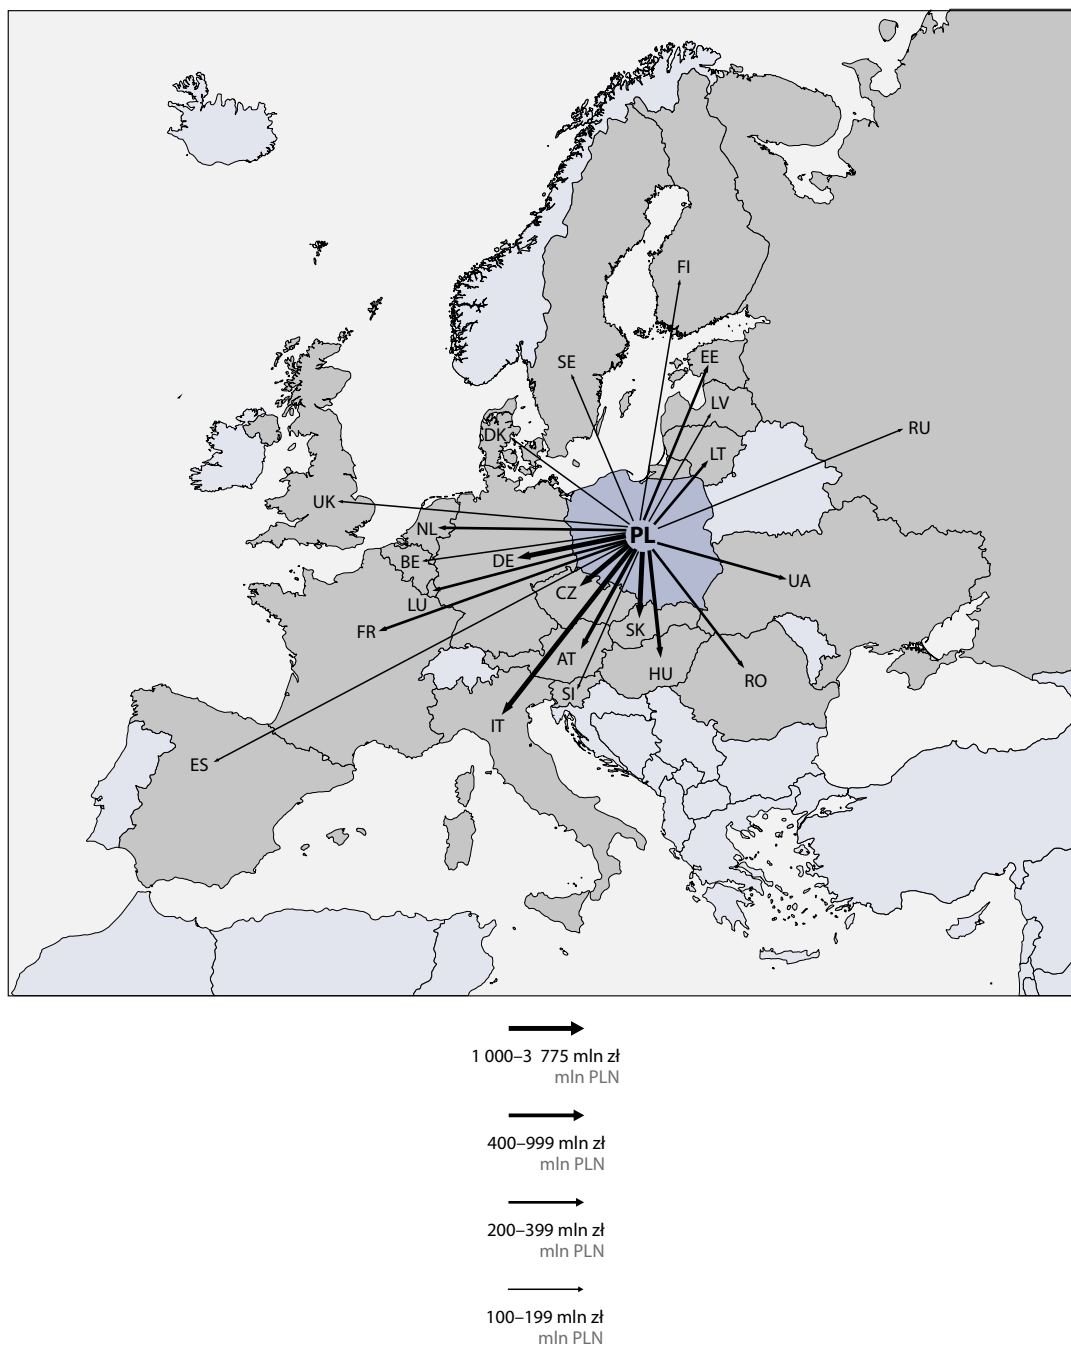 FI
SE
EE
LV
DK
RU
LT
UK
NL
PL
BE
DE
UA
CZ
LU
FR
SK
AT
HU
RO
SI
IT
ES
1 000–3 775 mln zł
mln PLN
400–999 mln zł
mln PLN
200–399 mln zł
mln PLN
100–199 mln zł
mln PLN